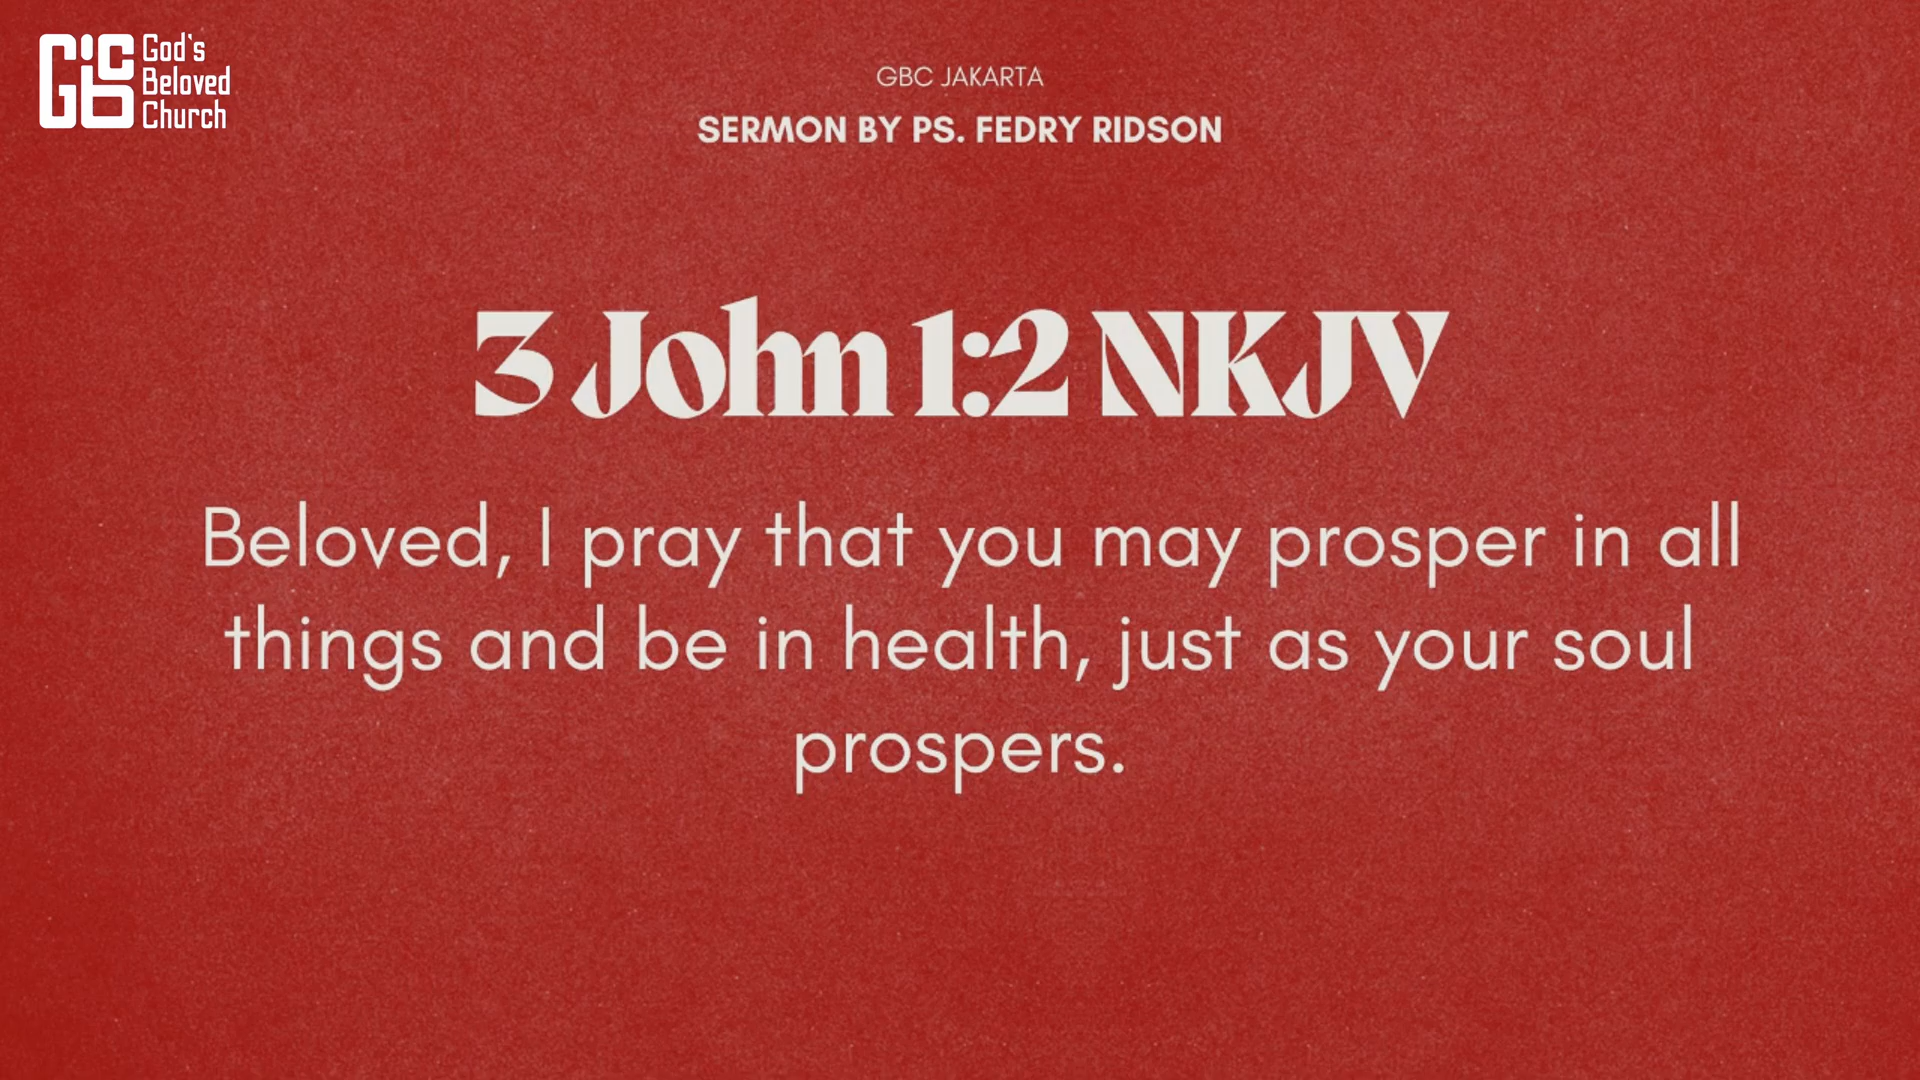 GBC
God's
Beloved
Church
GBC JAKARTA
SERMON BY PS. FEDRY RIDSON
3 John 1:2 NKJV
Beloved, I pray that you may prosper in all
things and be in health, just as your soul
prospers.